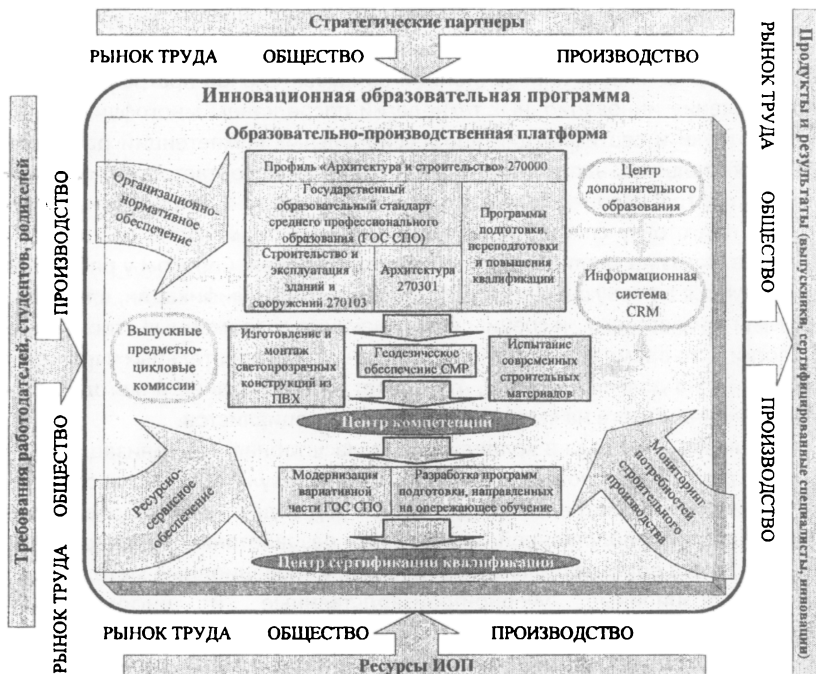 Стратегические партнеры
РЫНОК ТРУДА ОБЩЕСТВО ПРОИЗВОДСТВО
Инновационная образовательная программа
Образовательно-производственная платформа
Профиль «Архитектура и строительство» 270000
Государственный
образовательный стандарт
среднего профессионального
образования (ГОС СПО)
Строительство и
эксплуатация
зданий и
сооружений 270103
Архитектура
270301
Программы
подготовки,
переподготовки
и повышения
квалификации
Центр
дополнительного
образования
Информационная
система
CRM
Организационно-
нормативное
обеспечение
Выпускные
предметно-
цикловые
комиссии
Изготовление и
монтаж
светопрозрачных
конструкций из
ПВХ
Геодезическое
обеспечение СМР
Испытание
современных
строительных
материалов
Центр компетенций
Модернизация
вариативной
части ГОС СПО
Разработка программ
подготовки, направленных
на опережающее обучение
Центр сертификации квалификаций
Ресурсно-
сервисное
обеспечение
Мониторинг
потребностей
строительного
производства
РЫНОК ТРУДА ОБЩЕСТВО ПРОИЗВОДСТВО
Ресурсы ИОП
Требования работодателей, студентов, родителей
РЫНОК ТРУДА ОБЩЕСТВО ПРОИЗВОДСТВО
РЫНОК ТРУДА ОБЩЕСТВО ПРОИЗВОДСТВО
Продукты и результаты (выпускники, сертифицированные специалисты, инновации)